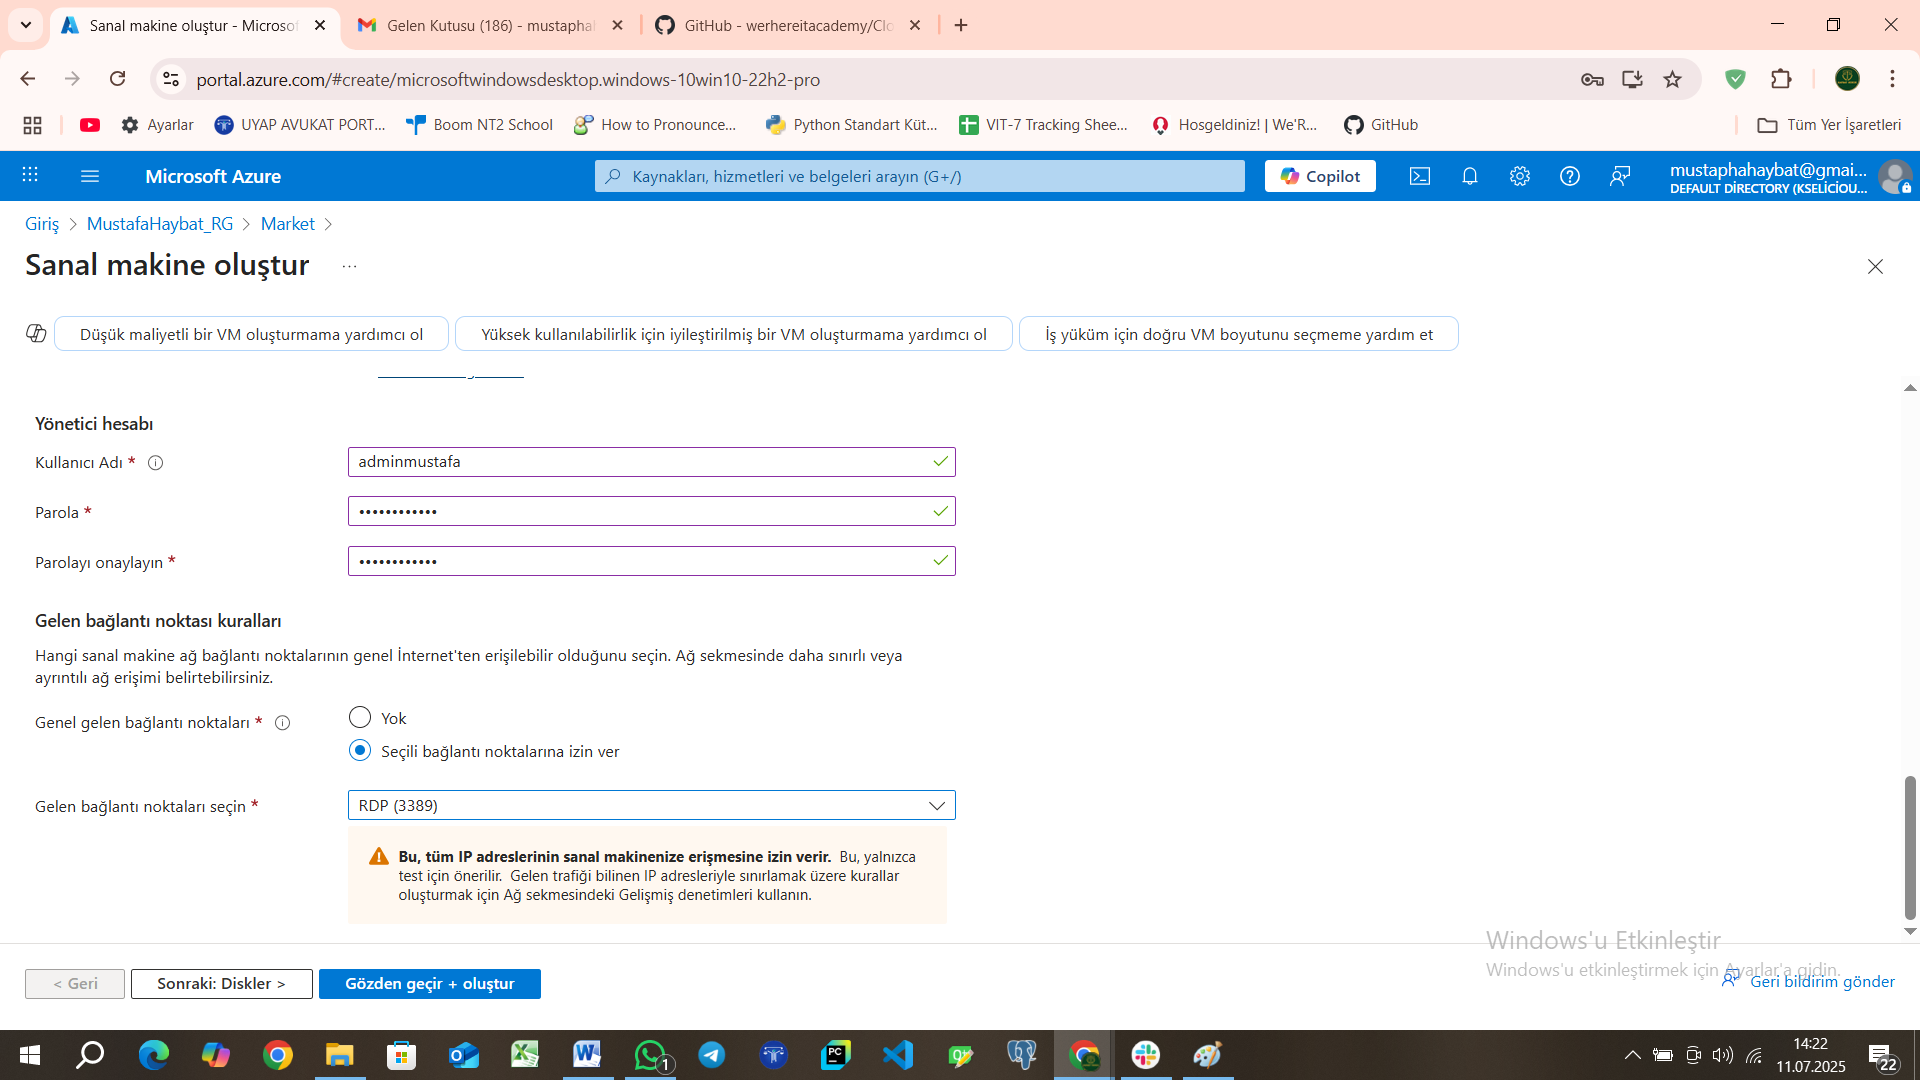 Sanal makine oluştur - Microsof
Gelen Kutusu (186) - mustaphal
GitHub - werhereitacademy/Clo
portal.azure.com/#create/microsoftwindowsdesktop.windows-10win10-22h2-pro
Ayarlar
UYAP AVUKAT PORT...
Boom NT2 School
How to Pronounce...
Python Standart Küt...
VIT-7 Tracking Shee...
Hosgeldiniz! | We'R...
GitHub
Tüm Yer İşaretleri
Microsoft Azure
Kaynakları, hizmetleri ve belgeleri arayın (G+/)
Copilot
mustaphahaybat@gmai...
DEFAULT DİRECTORY (KSELİCİOU...
Giriş > MustafaHaybat_RG > Market >
Sanal makine oluştur ...
Düşük maliyetli bir VM oluşturmama yardımcı ol
Yüksek kullanılabilirlik için iyileştirilmiş bir VM oluşturmama yardımcı ol
İş yüküm için doğru VM boyutunu seçmeme yardım et
Yönetici hesabı
Kullanıcı Adı *
adminmustafa
Parola *
••••••••••••
Parolayı onaylayın *
••••••••••••
Gelen bağlantı noktası kuralları
Hangi sanal makine ağ bağlantı noktalarının genel İnternet'ten erişilebilir olduğunu seçin. Ağ sekmesinde daha sınırlı veya
ayrıntılı ağ erişimi belirtebilirsiniz.
Genel gelen bağlantı noktaları *
Yok
Seçili bağlantı noktalarına izin ver
Gelen bağlantı noktaları seçin *
RDP (3389)
Bu, tüm IP adreslerinin sanal makinenize erişmesine izin verir. Bu, yalnızca
test için önerilir. Gelen trafiği bilinen IP adresleriyle sınırlamak üzere kurallar
oluşturmak için Ağ sekmesindeki Gelişmiş denetimleri kullanın.
Windows'u Etkinleştir
Windows'u etkinleştirmek için Ayarlar'a gidin.
< Geri
Sonraki: Diskler >
Gözden geçir + oluştur
Geri bildirim gönder
1
PC
14:22
11.07.2025
22